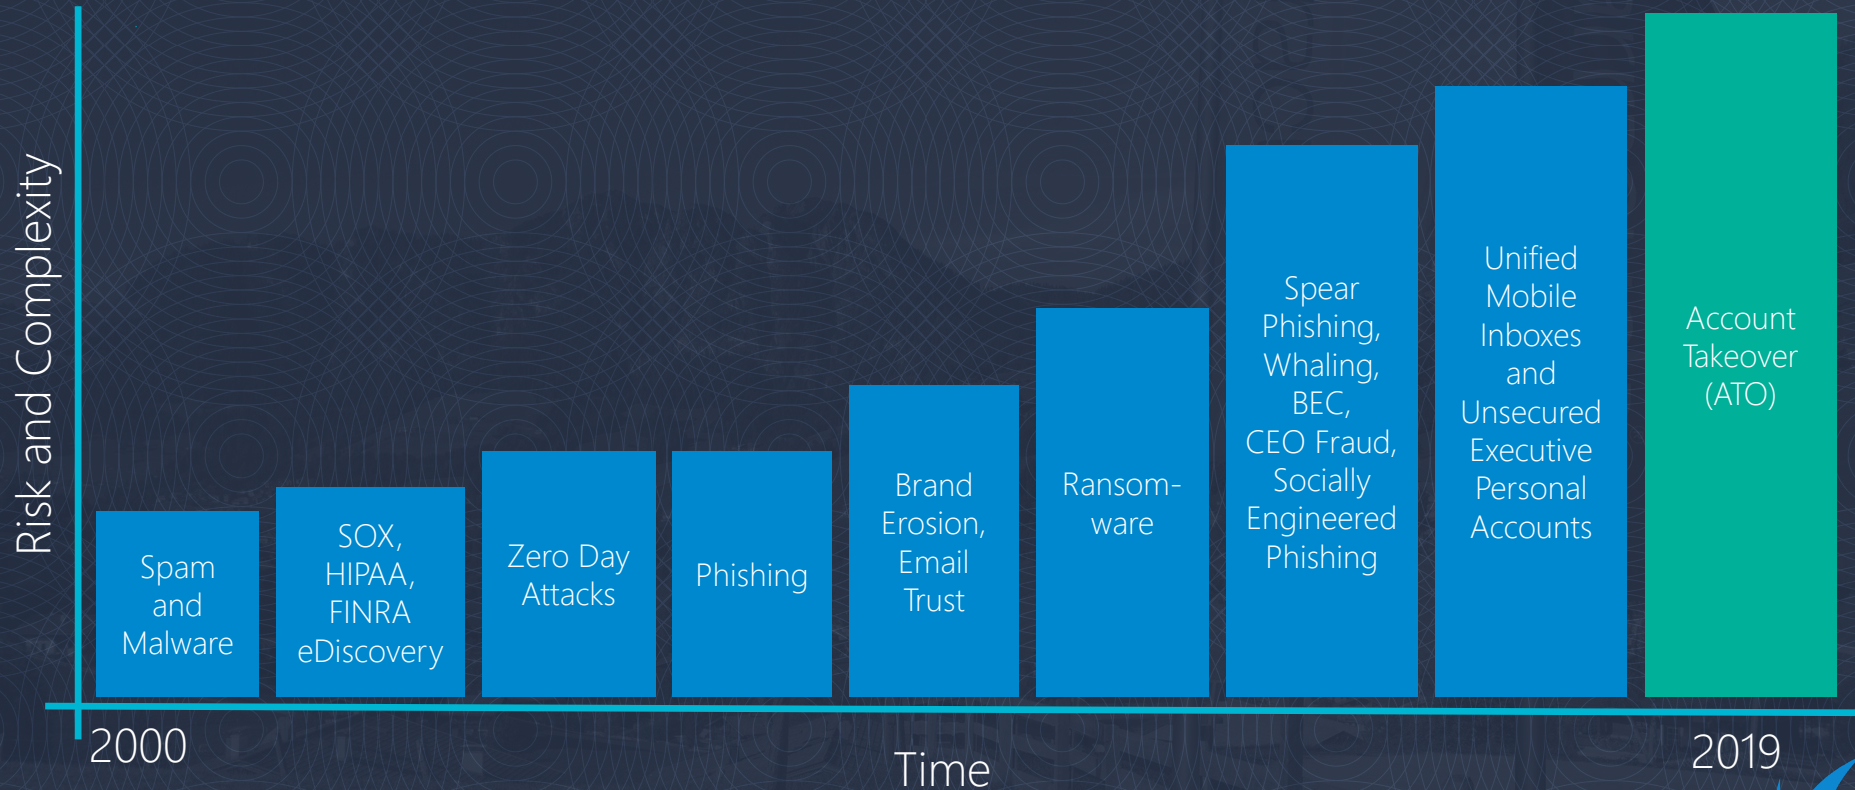 Risk and Complexity
Spam
and
Malware
SOX,
HIPAA,
FINRA
eDiscovery
Zero Day
Attacks
Phishing
Brand
Erosion,
Email
Trust
Ransom-
ware
Spear
Phishing,
Whaling,
BEC,
CEO Fraud,
Socially
Engineered
Phishing
Unified
Mobile
Inboxes
and
Unsecured
Executive
Personal
Accounts
Account
Takeover
(ATO)
2000
Time
2019